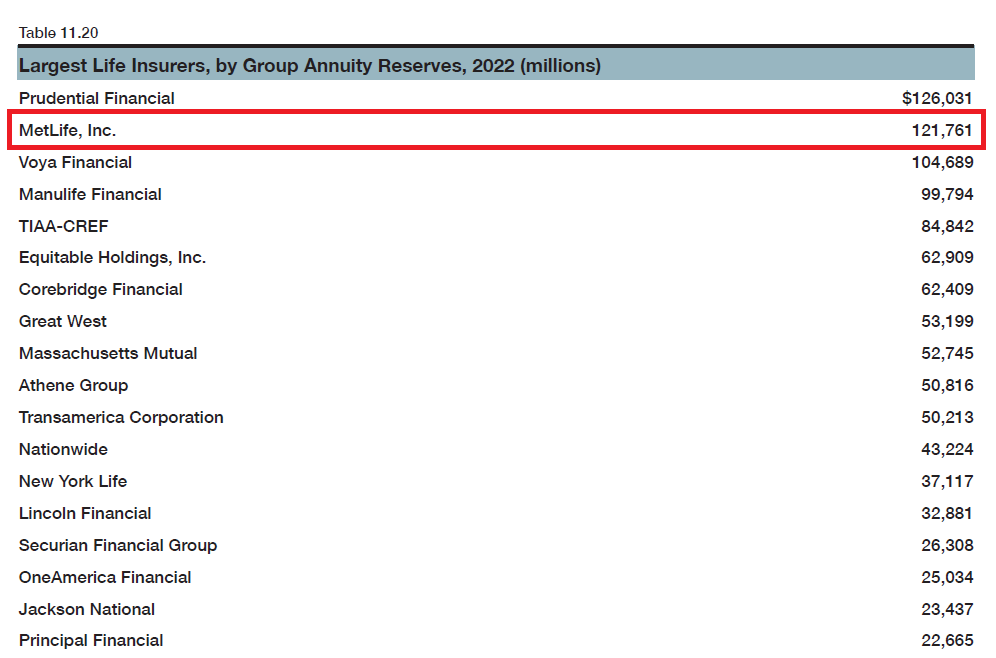 Table 11.20
Largest Life Insurers, by Group Annuity Reserves, 2022 (millions)
Prudential Financial $126,031
MetLife, Inc. 121,761
Voya Financial 104,689
Manulife Financial 99,794
TIAA-CREF 84,842
Equitable Holdings, Inc. 62,909
Corebridge Financial 62,409
Great West 53,199
Massachusetts Mutual 52,745
Athene Group 50,816
Transamerica Corporation 50,213
Nationwide 43,224
New York Life 37,117
Lincoln Financial 32,881
Securian Financial Group 26,308
OneAmerica Financial 25,034
Jackson National 23,437
Principal Financial 22,665